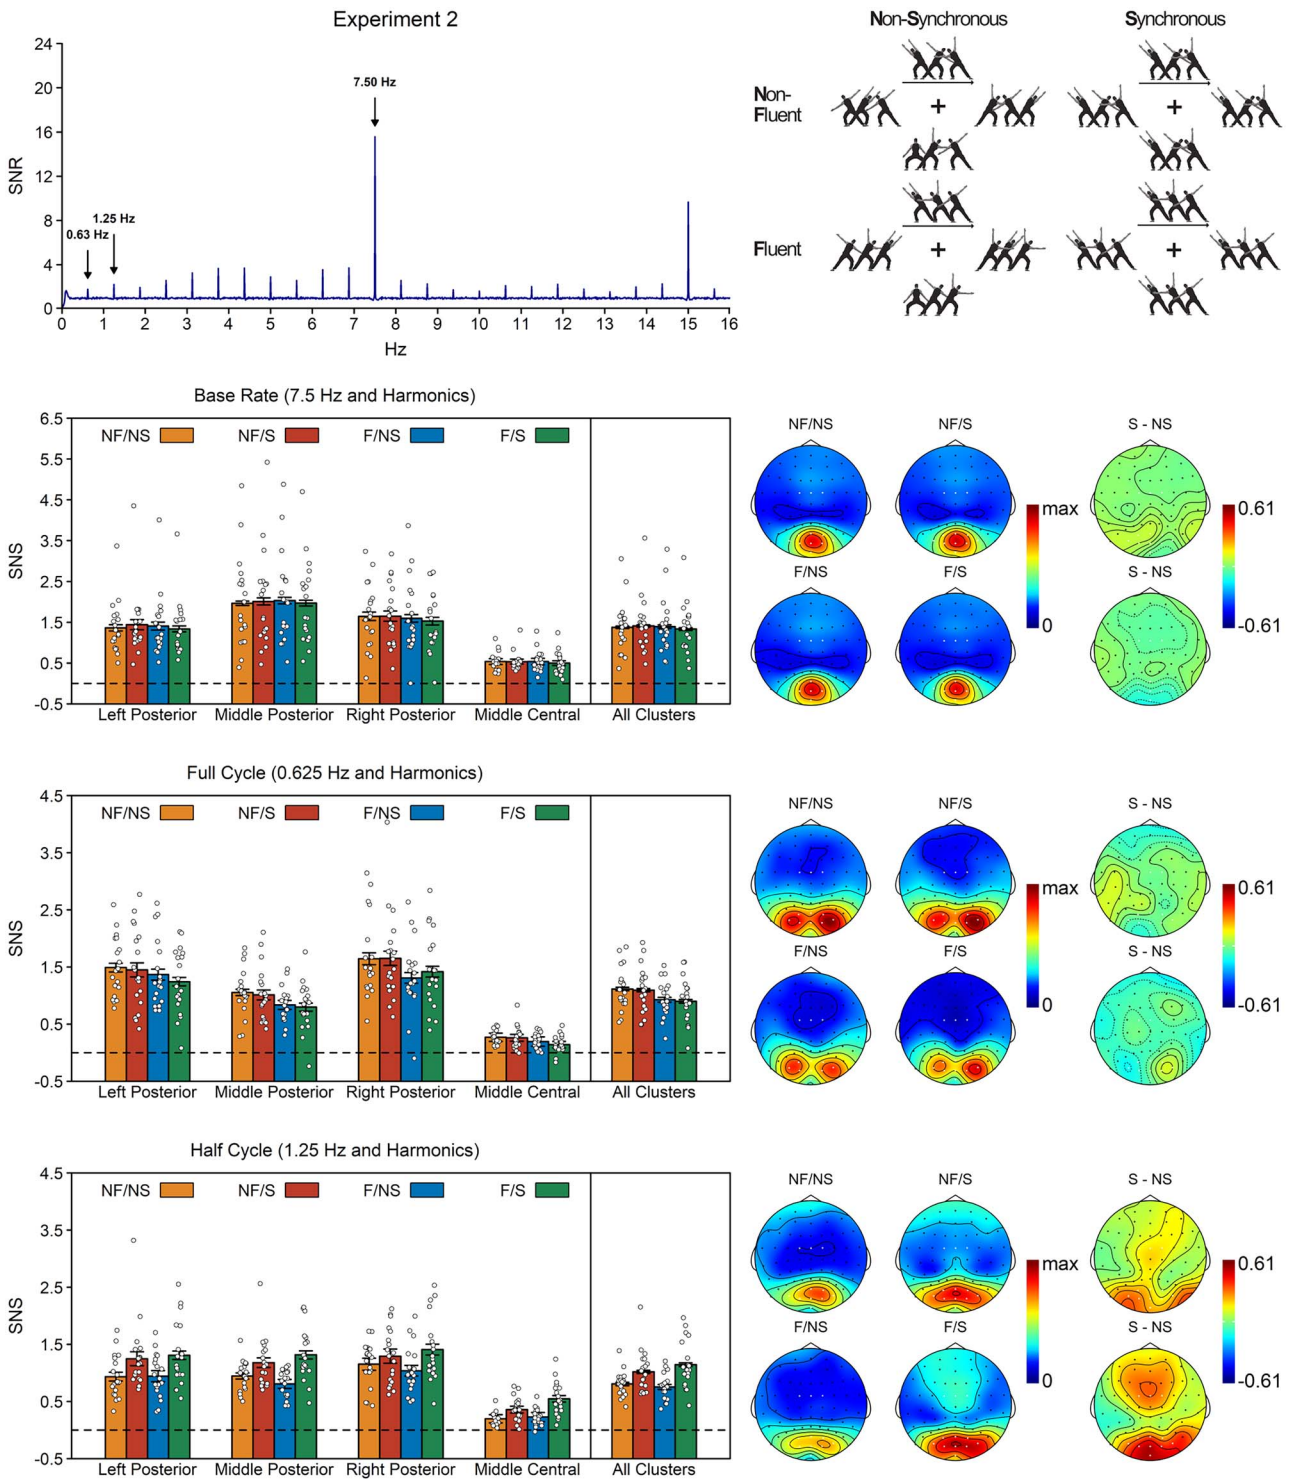 Experiment 2
Non-Synchronous Synchronous
24
20
16
12
8
4
0
SNR
7.50 Hz
1.25 Hz
0.63 Hz
0 1 2 3 4 5 6 7 8 9 10 11 12 13 14 15 16
Hz
Non-
Fluent
+ +
Fluent
+ +
Base Rate (7.5 Hz and Harmonics)
6.5
5.5
4.5
3.5
2.5
1.5
0.5
-0.5
SNS
NF/NS NF/S F/NS F/S
Left Posterior Middle Posterior Right Posterior Middle Central All Clusters
NF/NS NF/S S - NS
F/NS F/S S - NS
max
0
0.61
-0.61
Full Cycle (0.625 Hz and Harmonics)
4.5
3.5
2.5
1.5
0.5
-0.5
SNS
NF/NS NF/S F/NS F/S
Left Posterior Middle Posterior Right Posterior Middle Central All Clusters
NF/NS NF/S S - NS
F/NS F/S S - NS
max
0
0.61
-0.61
Half Cycle (1.25 Hz and Harmonics)
4.5
3.5
2.5
1.5
0.5
-0.5
SNS
NF/NS NF/S F/NS F/S
Left Posterior Middle Posterior Right Posterior Middle Central All Clusters
NF/NS NF/S S - NS
F/NS F/S S - NS
max
0
0.61
-0.61